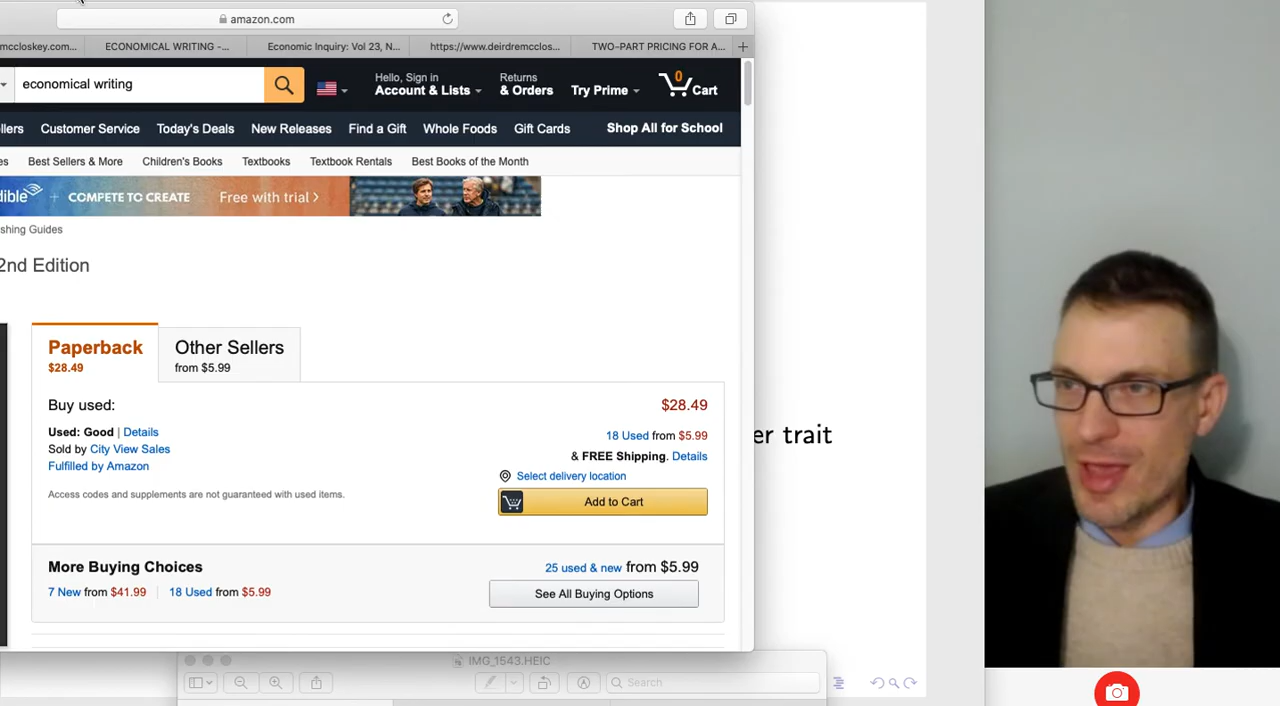 amazon.com
mccloskey.com...
ECONOMICAL WRITING -...
Economic Inquiry: Vol 23, N...
https://www.deirdremcclos...
TWO-PART PRICING FOR A...
economical writing
Hello, Sign in
Account & Lists
Returns
& Orders
Try Prime
0
Cart
llers
Customer Service
Today's Deals
New Releases
Find a Gift
Whole Foods
Gift Cards
Shop All for School
es
Best Sellers & More
Children's Books
Textbooks
Textbook Rentals
Best Books of the Month
dible
+ COMPETE TO CREATE
Free with trial >
shing Guides
2nd Edition
Paperback
$28.49
Other Sellers
from $5.99
Buy used:
$28.49
Used: Good | Details
Sold by City View Sales
Fulfilled by Amazon
18 Used from $5.99
& FREE Shipping. Details
Select delivery location
Access codes and supplements are not guaranteed with used items.
Add to Cart
er trait
More Buying Choices
7 New from $41.99
18 Used from $5.99
25 used & new from $5.99
See All Buying Options
IMG_1543.HEIC
Search